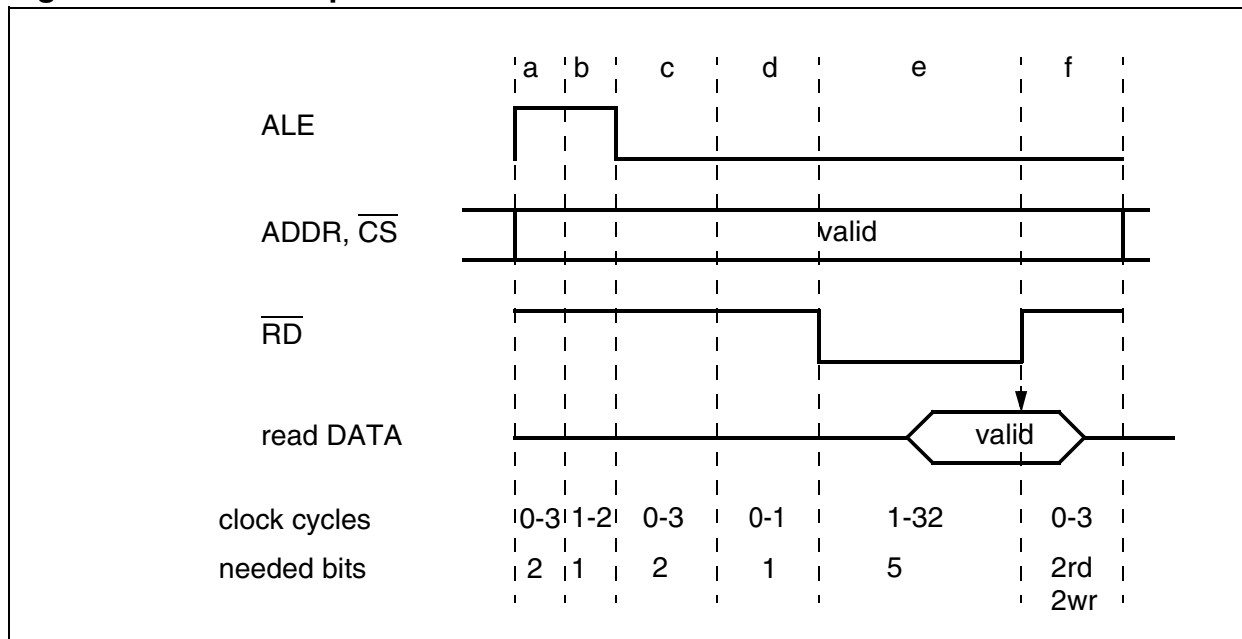 a b c d e f
ALE
ADDR, CS
valid
RD
read DATA
valid
clock cycles 0-3 1-2 0-3 0-1 1-32 0-3
needed bits 2 1 2 1 5 2rd
2wr